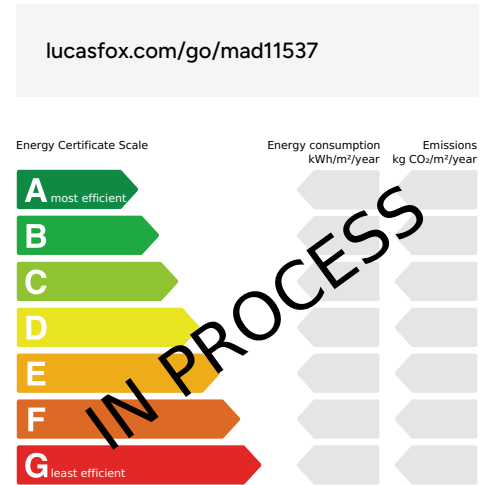 lucasfox.com/go/mad11537
Energy Certificate Scale
Energy consumption
kWh/m²/year
Emissions
kg CO₂/m²/year
A most efficient
B
C
D
E
F
G least efficient
IN PROCESS